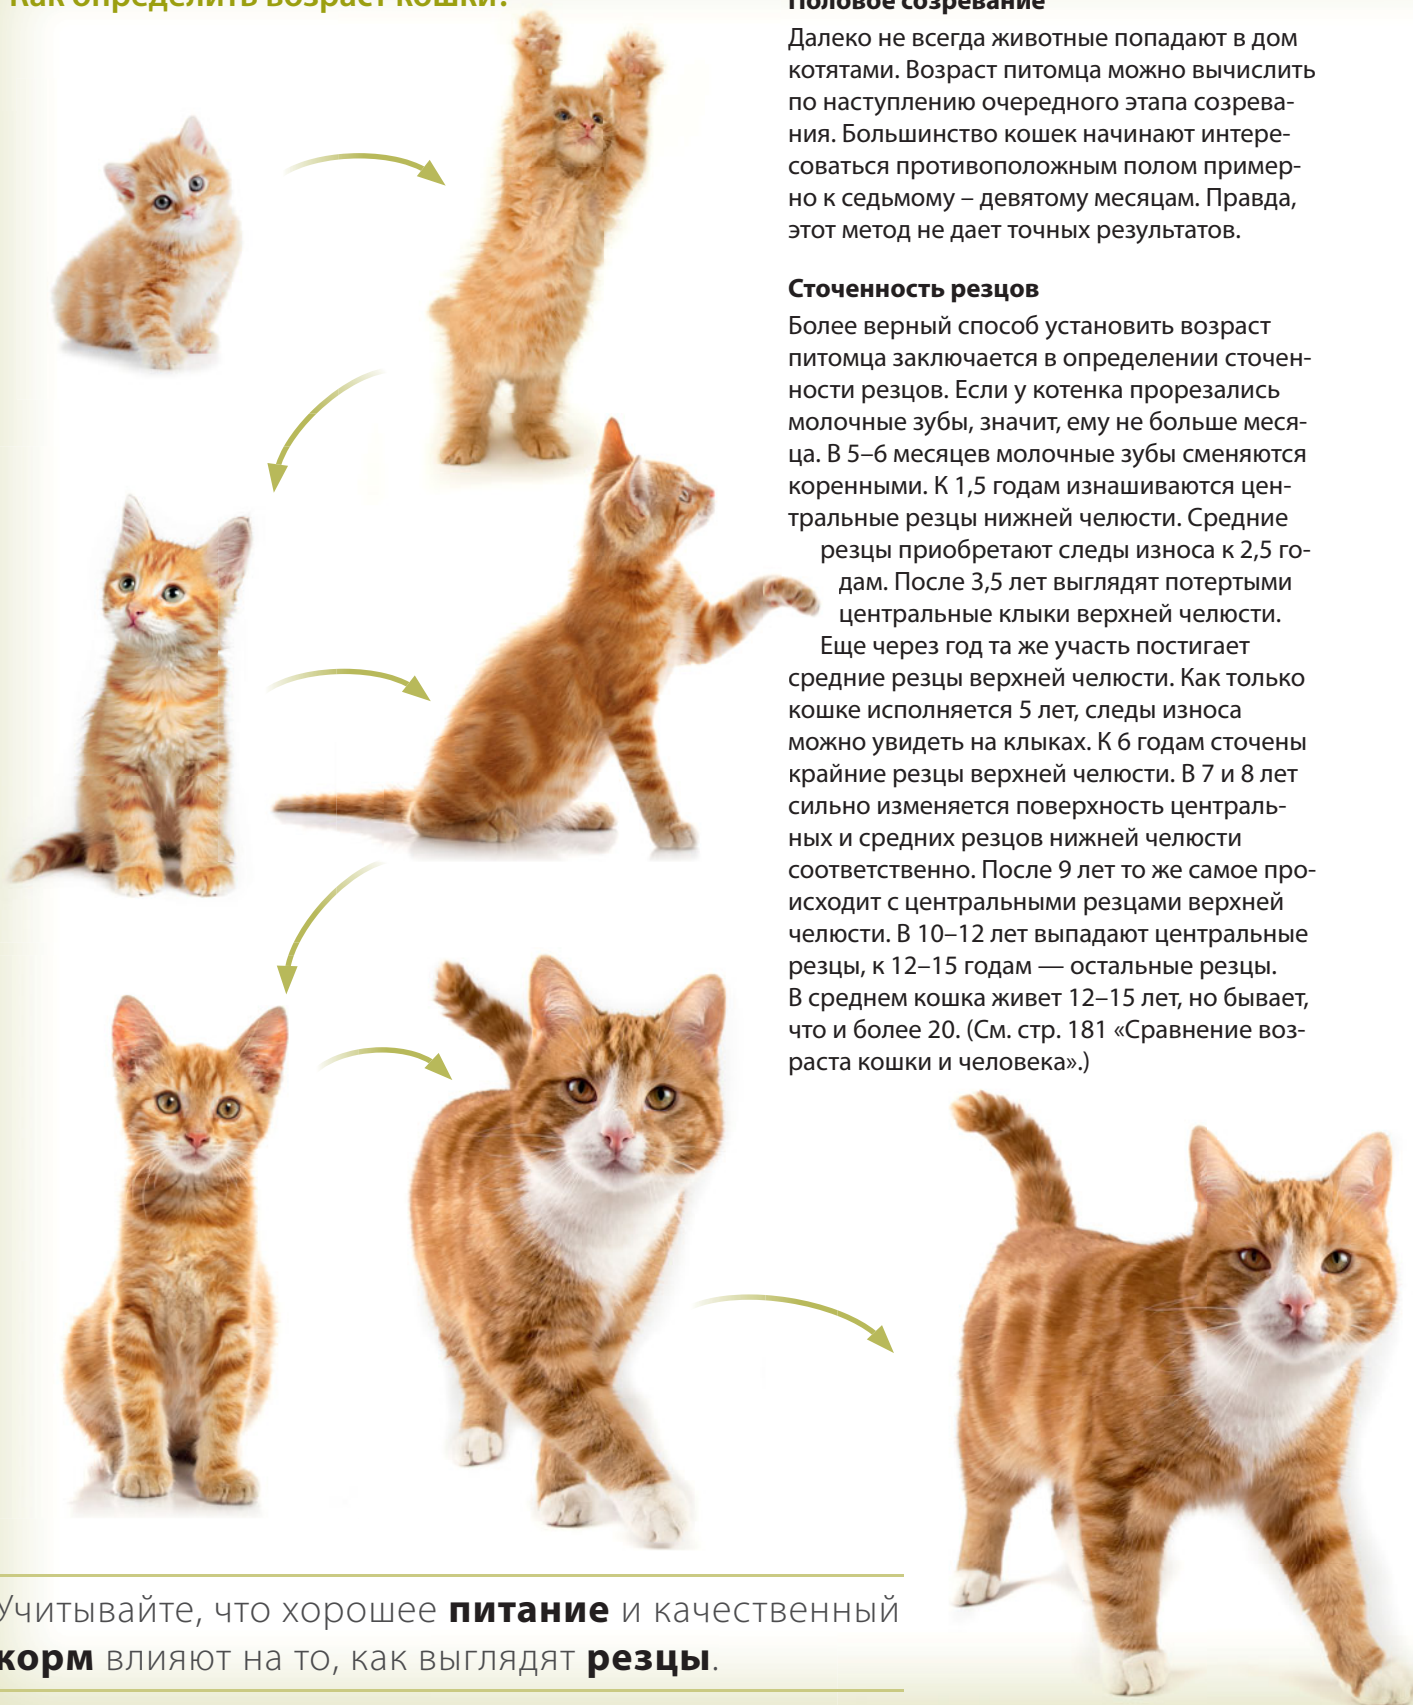 Как определить возраст кошки?
Половое созревание
Далеко не всегда животные попадают в дом
котятами. Возраст питомца можно вычислить
по наступлению очередного этапа созрева-
ния. Большинство кошек начинают интере-
соваться противоположным полом пример-
но к седьмому – девятому месяцам. Правда,
этот метод не дает точных результатов.
Сточенность резцов
Более верный способ установить возраст
питомца заключается в определении сточен-
ности резцов. Если у котенка прорезались
молочные зубы, значит, ему не больше меся-
ца. В 5–6 месяцев молочные зубы сменяются
коренными. К 1,5 годам изнашиваются цен-
тральные резцы нижней челюсти. Средние
резцы приобретают следы износа к 2,5 го-
дам. После 3,5 лет выглядят потертыми
центральные клыки верхней челюсти.
Еще через год та же участь постигает
средние резцы верхней челюсти. Как только
кошке исполняется 5 лет, следы износа
можно увидеть на клыках. К 6 годам сточены
крайние резцы верхней челюсти. В 7 и 8 лет
сильно изменяется поверхность централь-
ных и средних резцов нижней челюсти
соответственно. После 9 лет то же самое про-
исходит с центральными резцами верхней
челюсти. В 10–12 лет выпадают центральные
резцы, к 12–15 годам — остальные резцы.
В среднем кошка живет 12–15 лет, но бывает,
что и более 20. (См. стр. 181 «Сравнение воз-
раста кошки и человека».)
Учитывайте, что хорошее питание и качественный
корм влияют на то, как выглядят резцы.